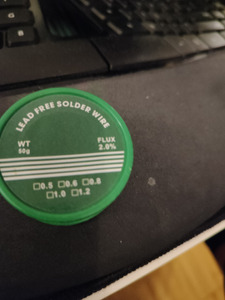 LEAD FREE SOLDER WIRE
WT FLUX
50g 2.0%
□0.5 □0.6 □0.8
□1.0 □1.2